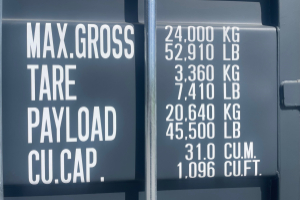 MAX.GROSS 24,000 KG
52,910 LB
TARE 3,360 KG
7,410 LB
PAYLOAD 20,640 KG
45,500 LB
CU.CAP. 31.0 CU.M.
1.096 CU.FT.